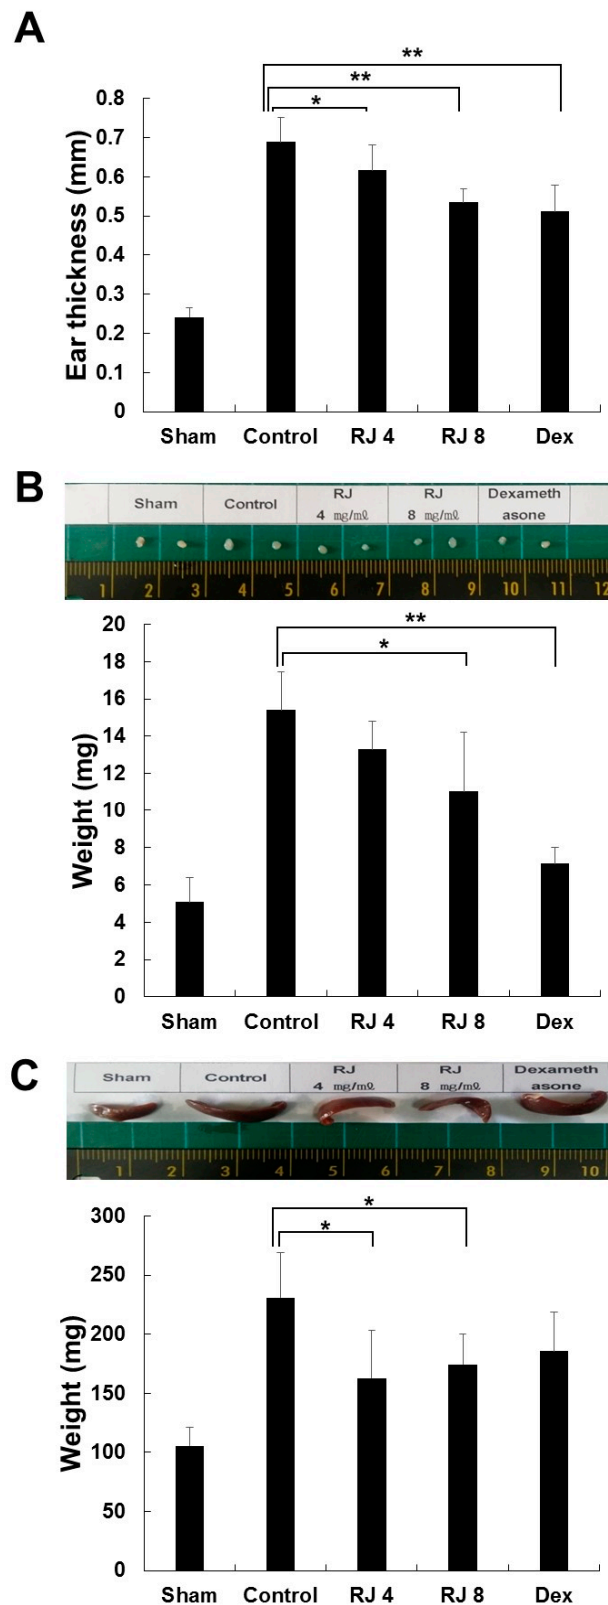 A
**
**
*
0.8
0.7
0.6
0.5
0.4
0.3
0.2
0.1
0
Ear thickness (mm)
Sham Control RJ 4 RJ 8 Dex
B
Sham Control RJ 4 mg/mℓ RJ 8 mg/mℓ Dexameth asone
1 2 3 4 5 6 7 8 9 10 11 12
**
*
20
18
16
14
12
10
8
6
4
2
0
Weight (mg)
Sham Control RJ 4 RJ 8 Dex
C
Sham Control RJ 4 mg/mℓ RJ 8 mg/mℓ Dexameth asone
1 2 3 4 5 6 7 8 9 10
*
*
300
250
200
150
100
50
0
Weight (mg)
Sham Control RJ 4 RJ 8 Dex